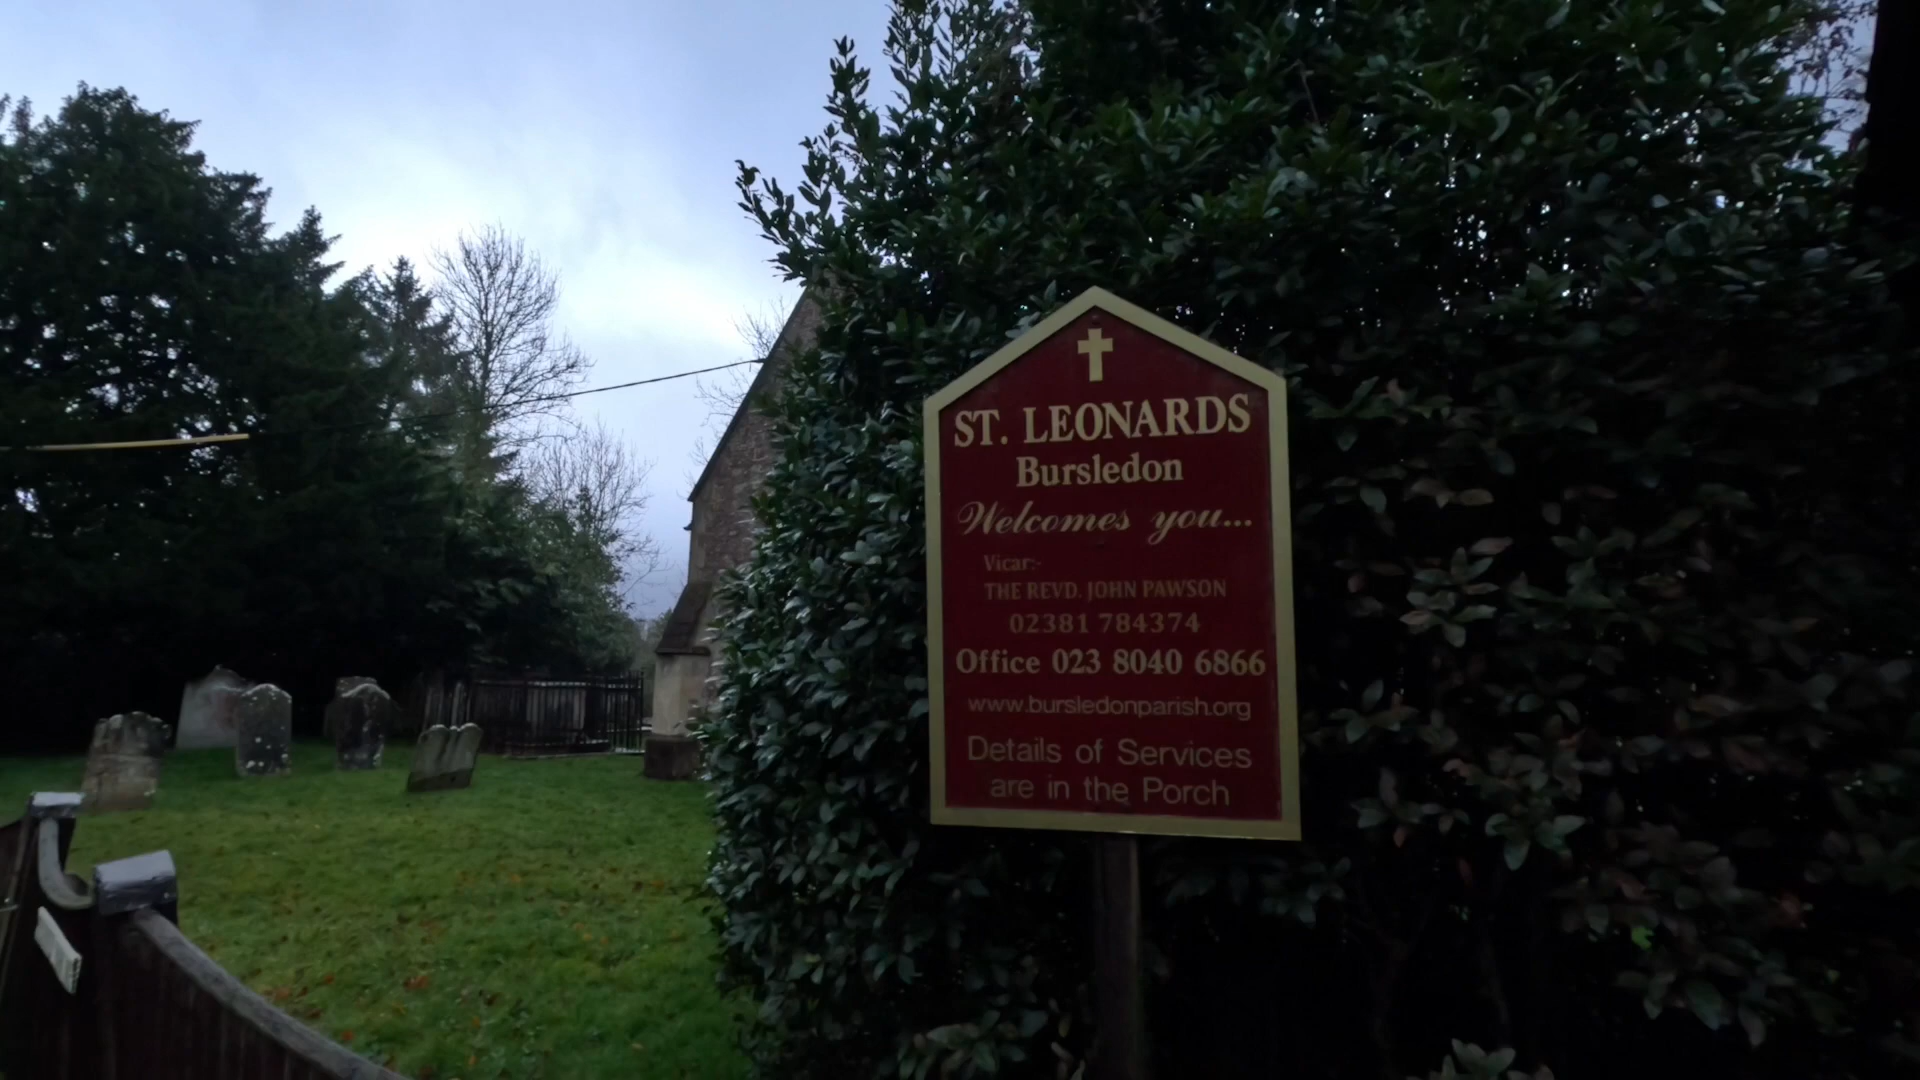 ST. LEONARDS
Bursledon
Welcomes you...
Vicar:-
THE REVD. JOHN PAWSON
02381 784374
Office 023 8040 6866
www.bursledonparish.org
Details of Services
are in the Porch